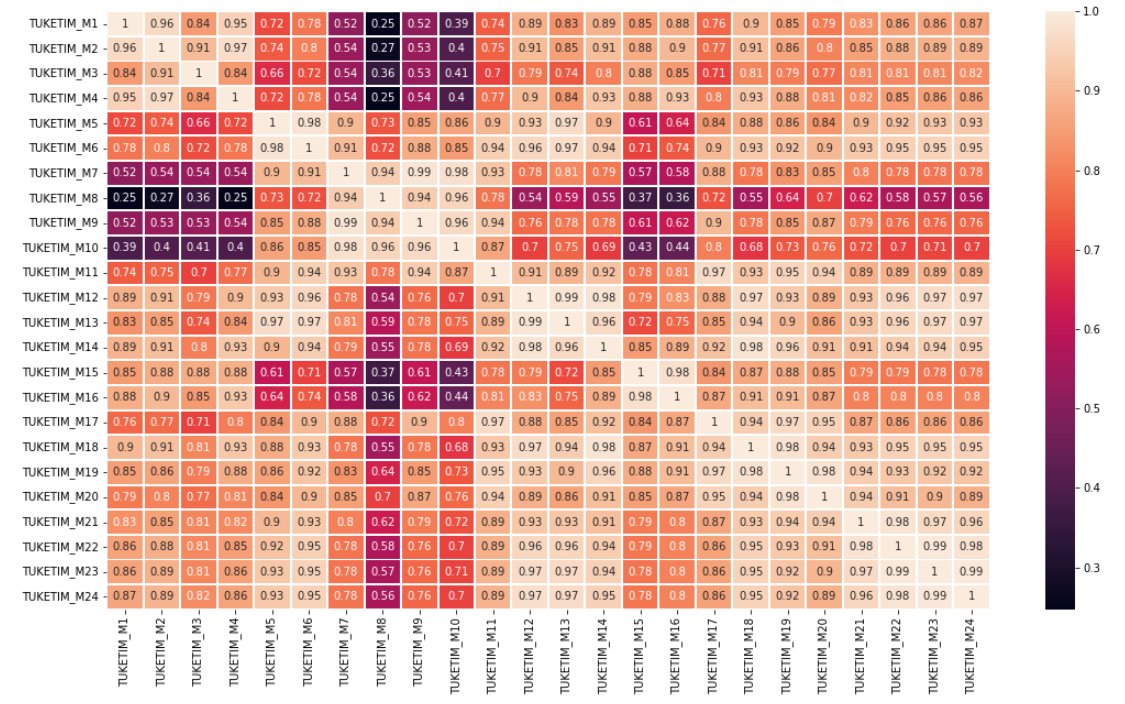 TUKETIM_M1 1 0.96 0.84 0.95 0.72 0.78 0.52 0.25 0.52 0.39 0.74 0.89 0.83 0.89 0.85 0.88 0.76 0.9 0.85 0.79 0.83 0.86 0.86 0.87
TUKETIM_M2 0.96 1 0.91 0.97 0.74 0.8 0.54 0.27 0.53 0.4 0.75 0.91 0.85 0.91 0.88 0.9 0.77 0.91 0.86 0.8 0.85 0.88 0.89 0.89
TUKETIM_M3 0.84 0.91 1 0.84 0.66 0.72 0.54 0.36 0.53 0.41 0.7 0.79 0.74 0.8 0.88 0.85 0.71 0.81 0.79 0.77 0.81 0.81 0.81 0.82
TUKETIM_M4 0.95 0.97 0.84 1 0.72 0.78 0.54 0.25 0.54 0.4 0.77 0.9 0.84 0.93 0.88 0.93 0.8 0.93 0.88 0.81 0.82 0.85 0.86 0.86
TUKETIM_M5 0.72 0.74 0.66 0.72 1 0.98 0.9 0.73 0.85 0.86 0.9 0.93 0.97 0.9 0.61 0.64 0.84 0.88 0.86 0.84 0.9 0.92 0.93 0.93
TUKETIM_M6 0.78 0.8 0.72 0.78 0.98 1 0.91 0.72 0.88 0.85 0.94 0.96 0.97 0.94 0.71 0.74 0.9 0.93 0.92 0.9 0.93 0.95 0.95 0.95
TUKETIM_M7 0.52 0.54 0.54 0.54 0.9 0.91 1 0.94 0.99 0.98 0.93 0.78 0.81 0.79 0.57 0.58 0.88 0.78 0.83 0.85 0.8 0.78 0.78 0.78
TUKETIM_M8 0.25 0.27 0.36 0.25 0.73 0.72 0.94 1 0.94 0.96 0.78 0.54 0.59 0.55 0.37 0.36 0.72 0.55 0.64 0.7 0.62 0.58 0.57 0.56
TUKETIM_M9 0.52 0.53 0.53 0.54 0.85 0.88 0.99 0.94 1 0.96 0.94 0.76 0.78 0.78 0.61 0.62 0.9 0.78 0.85 0.87 0.79 0.76 0.76 0.76
TUKETIM_M10 0.39 0.4 0.41 0.4 0.86 0.85 0.98 0.96 0.96 1 0.87 0.7 0.75 0.69 0.43 0.44 0.8 0.68 0.73 0.76 0.72 0.7 0.71 0.7
TUKETIM_M11 0.74 0.75 0.7 0.77 0.9 0.94 0.93 0.78 0.94 0.87 1 0.91 0.89 0.92 0.78 0.81 0.97 0.93 0.95 0.94 0.89 0.89 0.89 0.89
TUKETIM_M12 0.89 0.91 0.79 0.9 0.93 0.96 0.78 0.54 0.76 0.7 0.91 1 0.99 0.98 0.79 0.83 0.88 0.97 0.93 0.89 0.93 0.96 0.97 0.97
TUKETIM_M13 0.83 0.85 0.74 0.84 0.97 0.97 0.81 0.59 0.78 0.75 0.89 0.99 1 0.96 0.72 0.75 0.85 0.94 0.9 0.86 0.93 0.96 0.97 0.97
TUKETIM_M14 0.89 0.91 0.8 0.93 0.9 0.94 0.79 0.55 0.78 0.69 0.92 0.98 0.96 1 0.85 0.89 0.92 0.98 0.96 0.91 0.91 0.94 0.94 0.95
TUKETIM_M15 0.85 0.88 0.88 0.88 0.61 0.71 0.57 0.37 0.61 0.43 0.78 0.79 0.72 0.85 1 0.98 0.84 0.87 0.88 0.85 0.79 0.79 0.78 0.78
TUKETIM_M16 0.88 0.9 0.85 0.93 0.64 0.74 0.58 0.36 0.62 0.44 0.81 0.83 0.75 0.89 0.98 1 0.87 0.91 0.91 0.87 0.8 0.8 0.8 0.8
TUKETIM_M17 0.76 0.77 0.71 0.8 0.84 0.9 0.88 0.72 0.9 0.8 0.97 0.88 0.85 0.92 0.84 0.87 1 0.94 0.97 0.95 0.87 0.86 0.86 0.86
TUKETIM_M18 0.9 0.91 0.81 0.93 0.88 0.93 0.78 0.55 0.78 0.68 0.93 0.97 0.94 0.98 0.87 0.91 0.94 1 0.98 0.94 0.93 0.95 0.95 0.95
TUKETIM_M19 0.85 0.86 0.79 0.88 0.86 0.92 0.83 0.64 0.85 0.73 0.95 0.93 0.9 0.96 0.88 0.91 0.97 0.98 1 0.98 0.94 0.93 0.92 0.92
TUKETIM_M20 0.79 0.8 0.77 0.81 0.84 0.9 0.85 0.7 0.87 0.76 0.94 0.89 0.86 0.91 0.85 0.87 0.95 0.94 0.98 1 0.94 0.91 0.9 0.89
TUKETIM_M21 0.83 0.85 0.81 0.82 0.9 0.93 0.8 0.62 0.79 0.72 0.89 0.93 0.93 0.91 0.79 0.8 0.87 0.93 0.94 0.94 1 0.98 0.97 0.96
TUKETIM_M22 0.86 0.88 0.81 0.85 0.92 0.95 0.78 0.58 0.76 0.7 0.89 0.96 0.96 0.94 0.79 0.8 0.86 0.95 0.93 0.91 0.98 1 0.99 0.98
TUKETIM_M23 0.86 0.89 0.81 0.86 0.93 0.95 0.78 0.57 0.76 0.71 0.89 0.97 0.97 0.94 0.78 0.8 0.86 0.95 0.92 0.9 0.97 0.99 1 0.99
TUKETIM_M24 0.87 0.89 0.82 0.86 0.93 0.95 0.78 0.56 0.76 0.7 0.89 0.97 0.97 0.95 0.78 0.8 0.86 0.95 0.92 0.89 0.96 0.98 0.99 1
TUKETIM_M1
TUKETIM_M2
TUKETIM_M3
TUKETIM_M4
TUKETIM_M5
TUKETIM_M6
TUKETIM_M7
TUKETIM_M8
TUKETIM_M9
TUKETIM_M10
TUKETIM_M11
TUKETIM_M12
TUKETIM_M13
TUKETIM_M14
TUKETIM_M15
TUKETIM_M16
TUKETIM_M17
TUKETIM_M18
TUKETIM_M19
TUKETIM_M20
TUKETIM_M21
TUKETIM_M22
TUKETIM_M23
TUKETIM_M24
1.0
0.9
0.8
0.7
0.6
0.5
0.4
0.3